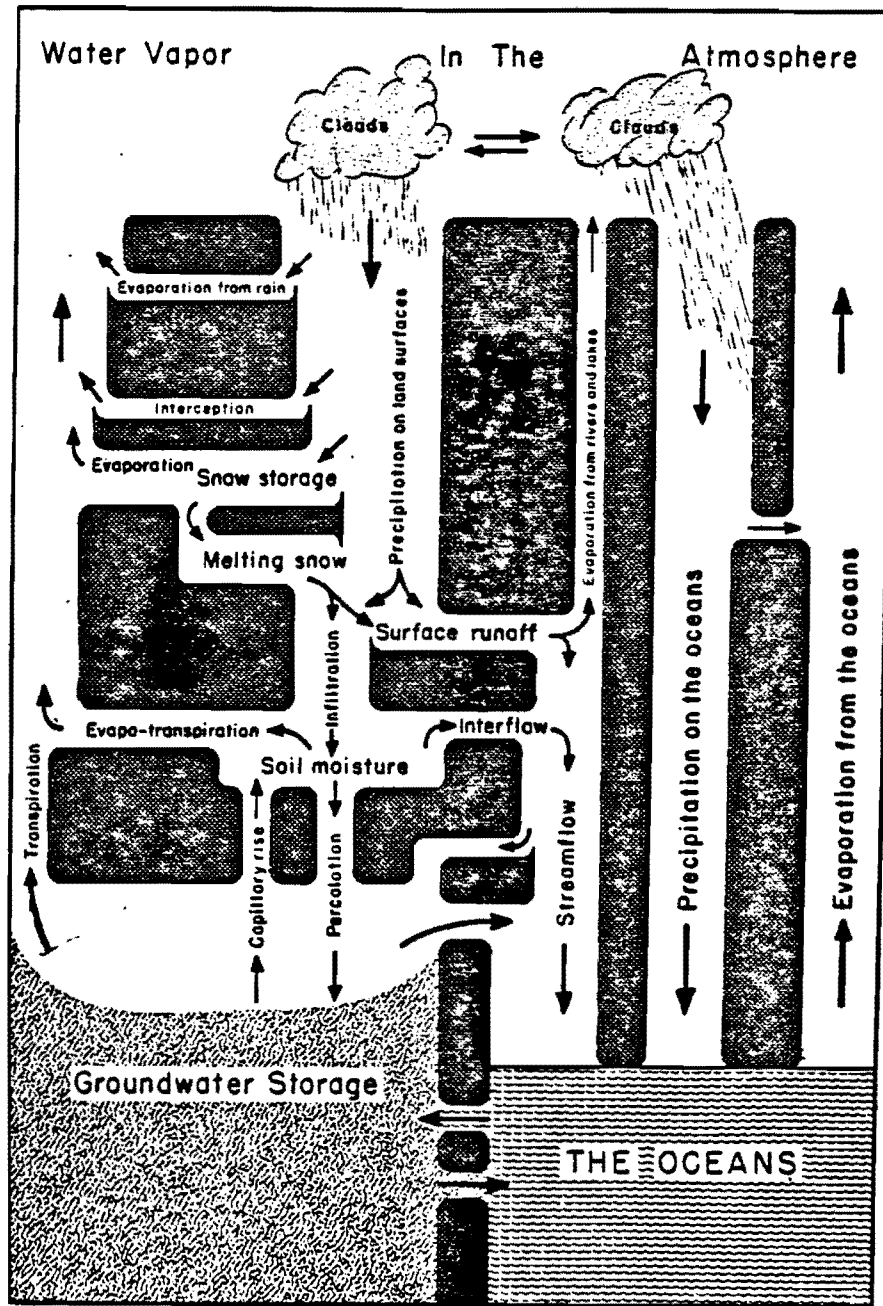 Water Vapor In The Atmosphere
Clouds
Clouds
Evaporation from rain
Interception
Evaporation
Snow storage
Melting snow
Precipitation on land surfaces
Evaporation from rivers and lakes
Surface runoff
Infiltration
Interflow
Evapo-transpiration
Soil moisture
Transpiration
Capillary rise
Percolation
Streamflow
Precipitation on the oceans
Evaporation from the oceans
Groundwater Storage
THE OCEANS